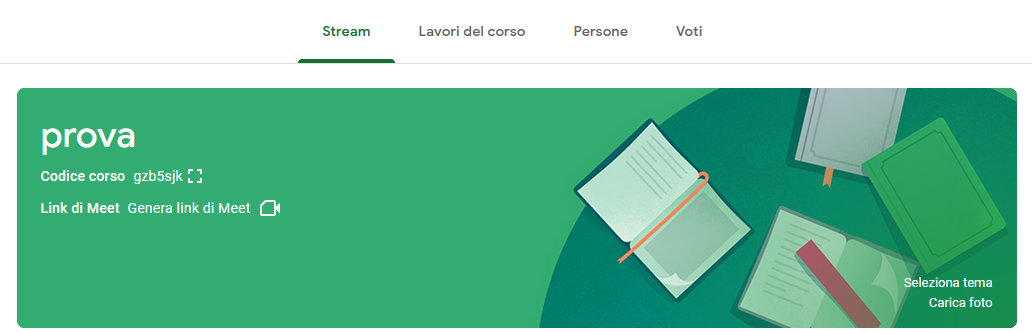 Stream Lavori del corso Persone Voti
prova
Codice corso gzb5sjk
Link di Meet Genera link di Meet
Seleziona tema
Carica foto